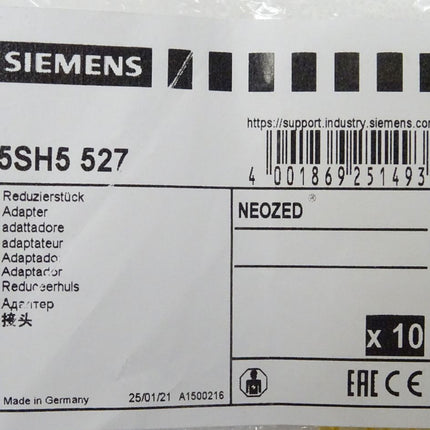 SIEMENS
https://support.industry.siemens.com
5SH5 527
4 001869 251493
Reduzierstück
Adapter
adattadore
adaptateur
Adaptado
Adaptador
Reduceerhuls
Адаптер
接头
NEOZED ®
x 10
Made in Germany 25/01/21 A1500216
EAC CE